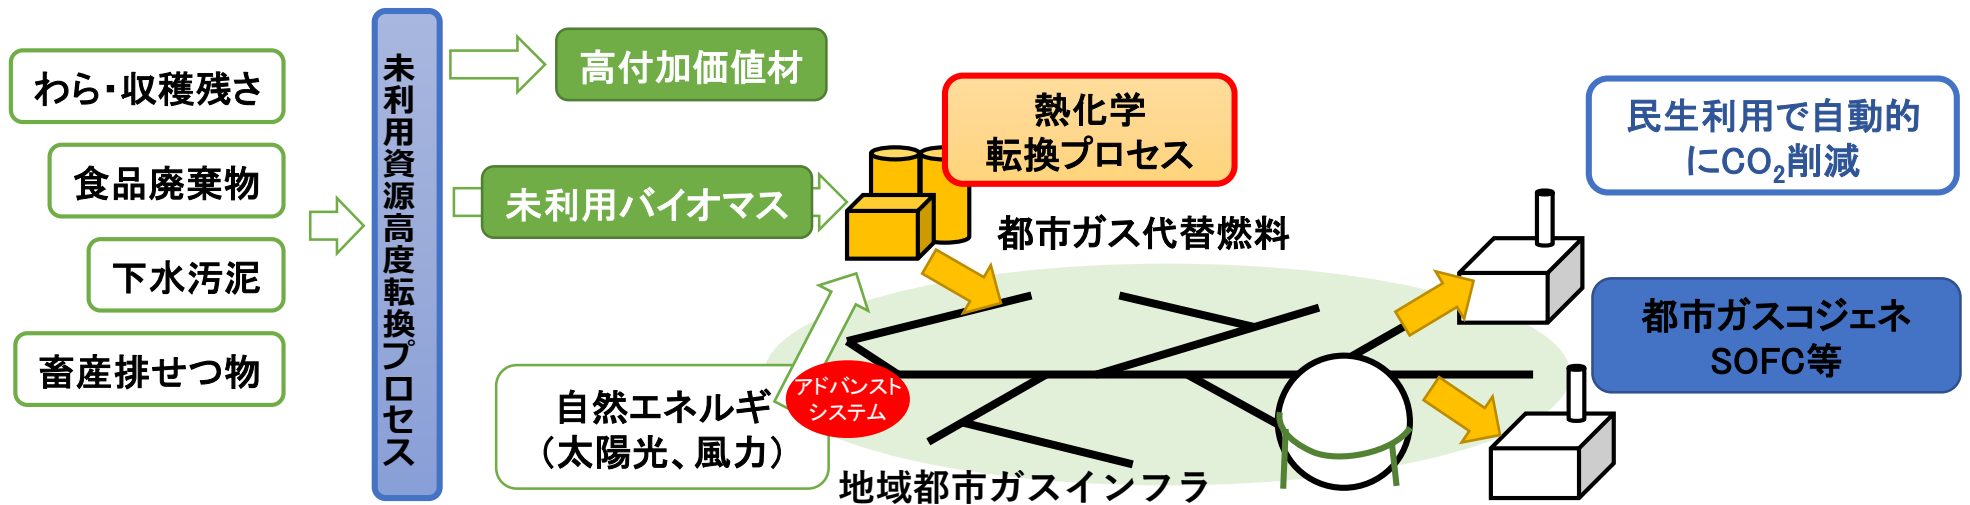 わら・収穫残さ
食品廃棄物
下水汚泥
畜産排せつ物
未利用資源高度転換プロセス
高付加価値材
未利用バイオマス
自然エネルギ
（太陽光、風力）
アドバンスト
システム
熱化学
転換プロセス
都市ガス代替燃料
地域都市ガスインフラ
民生利用で自動的
にCO₂削減
都市ガスコジェネ
SOFC等